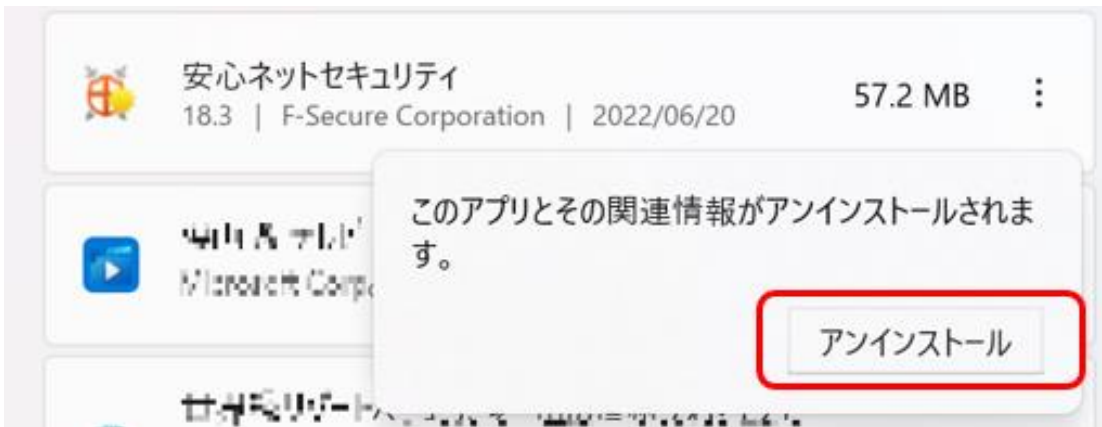 安心ネットセキュリティ
57.2 MB
18.3 | F-Secure Corporation | 2022/06/20
このアプリとその関連情報がアンインストールされま
す。
アンインストール